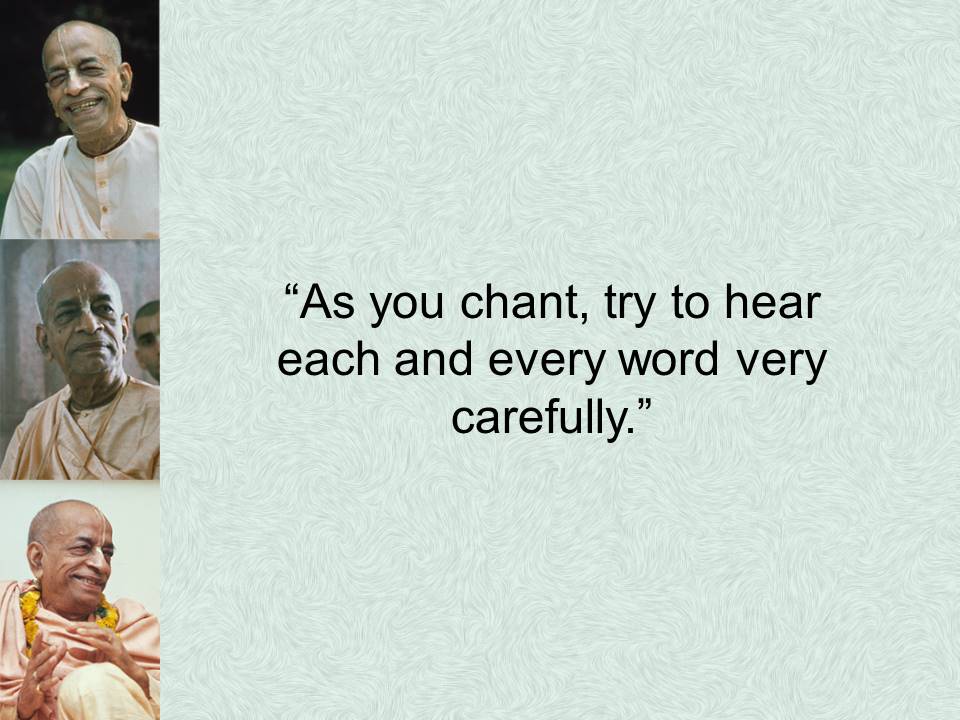 “As you chant, try to hear
each and every word very
carefully.”